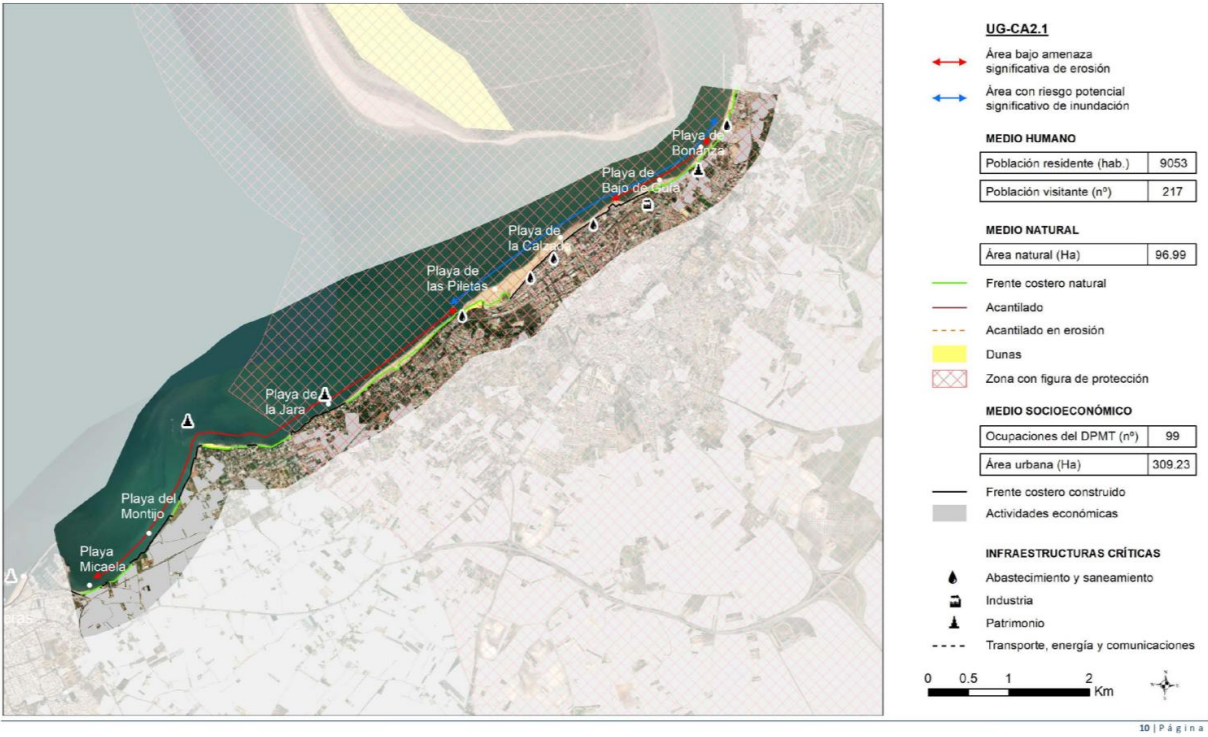 Playa de
Bonanza
Playa de
Bajo de Guía
Playa de
la Calzada
Playa de
las Piletas
Playa de
la Jara
Playa del
Montijo
Playa
Micaela
UG-CA2.1
Área bajo amenaza
significativa de erosión
Área con riesgo potencial
significativo de inundación
MEDIO HUMANO
Población residente (hab.) 9053
Población visitante (nº) 217
MEDIO NATURAL
Área natural (Ha) 96.99
Frente costero natural
Acantilado
Acantilado en erosión
Dunas
Zona con figura de protección
MEDIO SOCIOECONÓMICO
Ocupaciones del DPMT (nº) 99
Área urbana (Ha) 309.23
Frente costero construido
Actividades económicas
INFRAESTRUCTURAS CRÍTICAS
Abastecimiento y saneamiento
Industria
Patrimonio
Transporte, energía y comunicaciones
0 0.5 1 2
Km
10 | Página